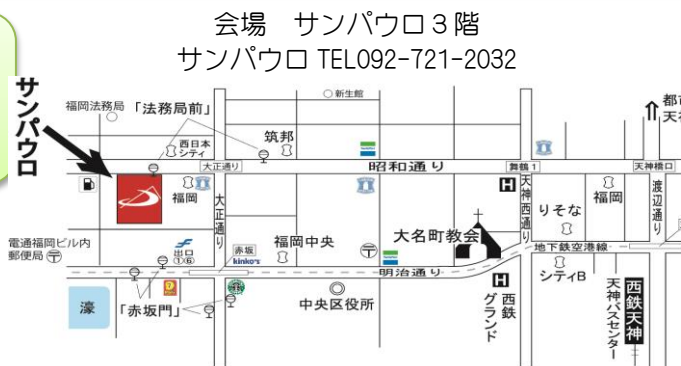 会場　サンパウロ３階
サンパウロ TEL092-721-2032
サンパウロ
福岡法務局
「法務局前」
新生館
都
天神
西日本
シティ
筑邦
大正通り
昭和通り
舞鶴1
天神橋口
福岡
大正通り
天神西通り
りそな
福岡
渡辺通り
電通福岡ビル内
郵便局
出口
①⑥
赤坂
kinko's
福岡中央
大名町教会
地下鉄空港線
明治通り
濠
「赤坂門」
中央区役所
H
H
西鉄
グランド
シティB
天神バスセンター
西鉄天神